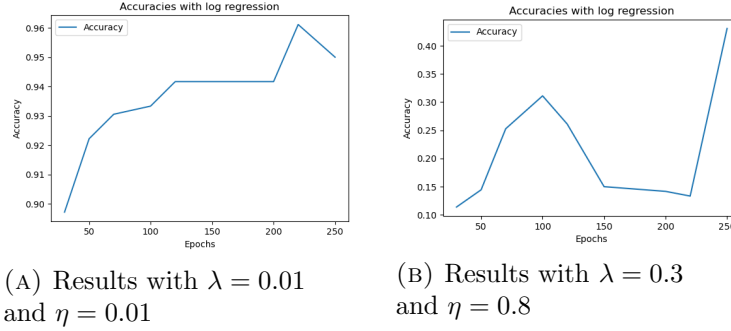 Accuracies with log regression
Accuracy
0.96
0.95
0.94
0.93
0.92
0.91
0.90
Accuracy
50
100
150
200
250
Epochs
(A) Results with λ = 0.01
and η = 0.01
Accuracies with log regression
Accuracy
0.40
0.35
0.30
0.25
0.20
0.15
0.10
Accuracy
50
100
150
200
250
Epochs
(B) Results with λ = 0.3
and η = 0.8